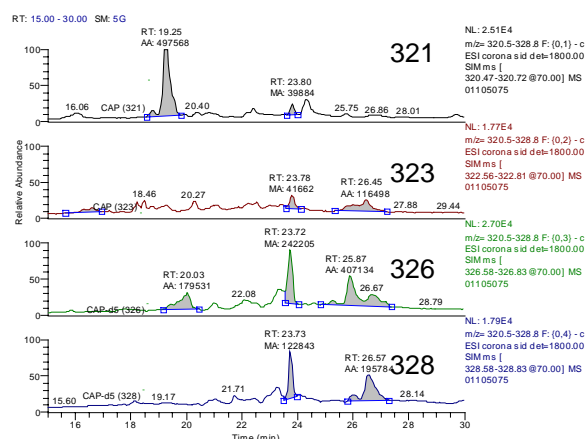 RT: 15.00 - 30.00 SM: 5G
NL: 2.51E4
m/z= 320.5-328.8 F: {0,1} - c
ESI corona sid det=1800.00
SIM ms [
320.47-320.72 @70.00] MS
01105075
321
RT: 19.25
AA: 497568
RT: 23.80
MA: 39884
100
50
0
16.06
CAP (321)
20.40
25.75
26.86
28.01
NL: 1.77E4
m/z= 320.5-328.8 F: {0,2} - c
ESI corona sid det=1800.00
SIM ms [
322.56-322.81 @70.00] MS
01105075
323
RT: 23.78
MA: 41662
RT: 26.45
AA: 116498
100
50
0
CAP (323)
18.46
20.27
27.88
29.44
Relative Abundance
NL: 2.70E4
m/z= 320.5-328.8 F: {0,3} - c
ESI corona sid det=1800.00
SIM ms [
326.58-326.83 @70.00] MS
01105075
326
RT: 23.72
MA: 242205
RT: 25.87
AA: 407134
RT: 20.03
AA: 179531
100
50
0
CAP-d5 (326)
22.08
26.67
28.79
NL: 1.79E4
m/z= 320.5-328.8 F: {0,4} - c
ESI corona sid det=1800.00
SIM ms [
328.58-328.83 @70.00] MS
01105075
328
RT: 23.73
MA: 122843
RT: 26.57
AA: 195784
100
50
0
15.60
CAP-d5 (328)
19.17
21.71
28.14
16 18 20 22 24 26 28 30
Time (min)